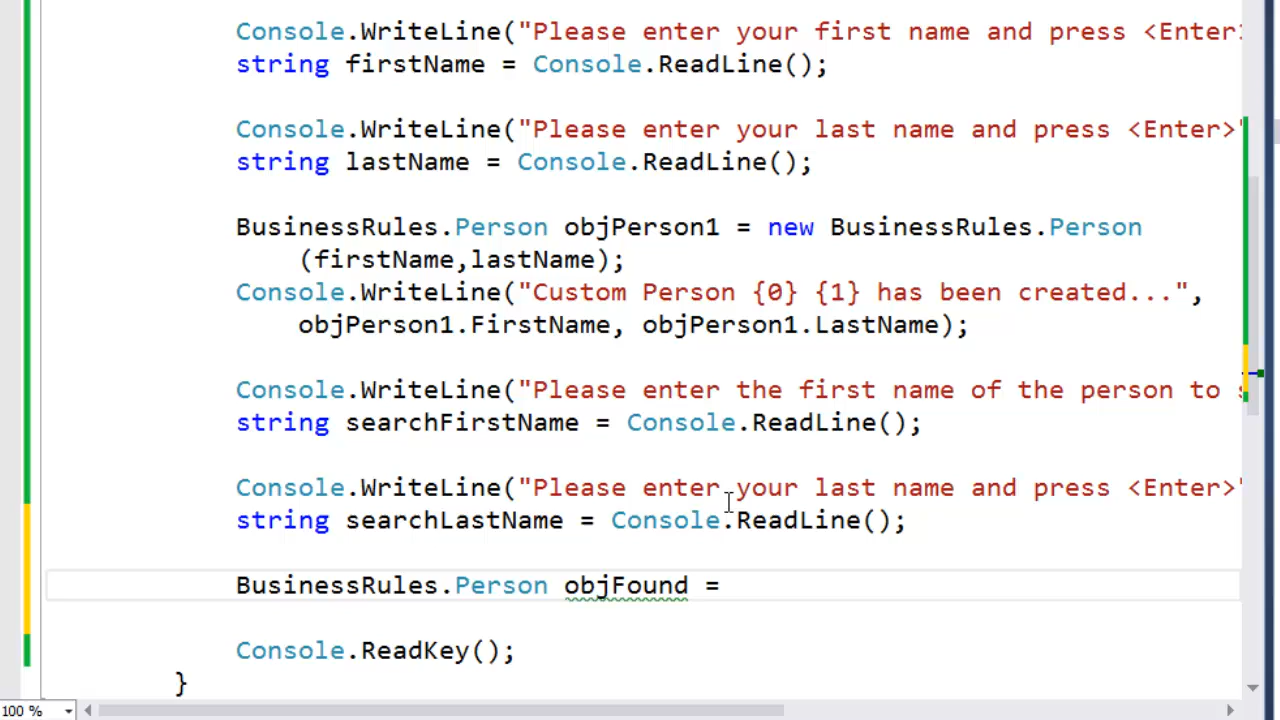 Console.WriteLine("Please enter your first name and press <Enter>
string firstName = Console.ReadLine();
Console.WriteLine("Please enter your last name and press <Enter>"
string lastName = Console.ReadLine();
BusinessRules.Person objPerson1 = new BusinessRules.Person
(firstName,lastName);
Console.WriteLine("Custom Person {0} {1} has been created...",
objPerson1.FirstName, objPerson1.LastName);
Console.WriteLine("Please enter the first name of the person to
string searchFirstName = Console.ReadLine();
Console.WriteLine("Please enter your last name and press <Enter>"
string searchLastName = Console.ReadLine();
BusinessRules.Person objFound =
Console.ReadKey();
}
100 %